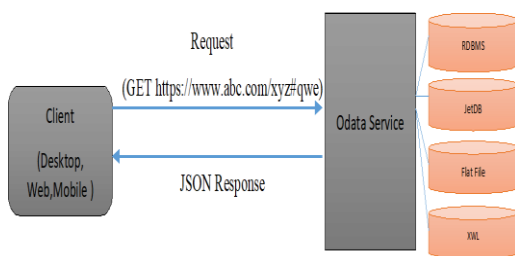 Request
(GET https://www.abc.com/xyz#qwe)
Client
(Desktop,
Web,Mobile )
JSON Response
Odata Service
RDBMS
JetDB
Flat File
XWL